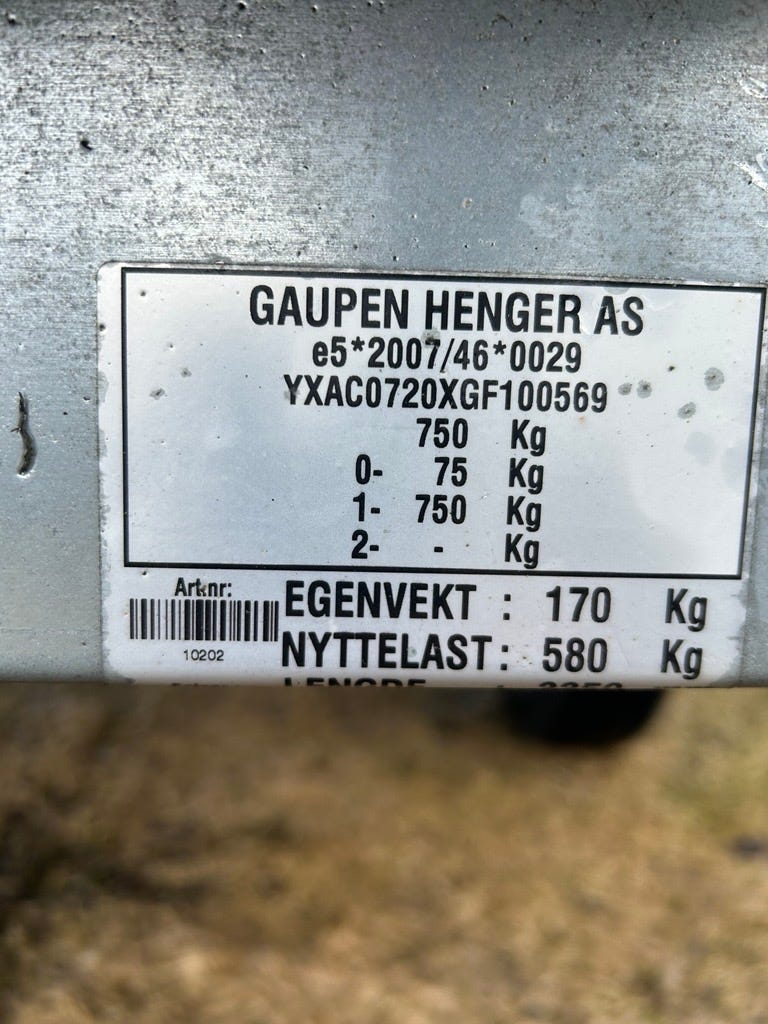 GAUPEN HENGER AS
e5*2007/46*0029
YXAC0720XGF100569
750 Kg
0- 75 Kg
1- 750 Kg
2- - Kg
Art.nr:
10202
EGENVEKT : 170 Kg
NYTTELAST : 580 Kg